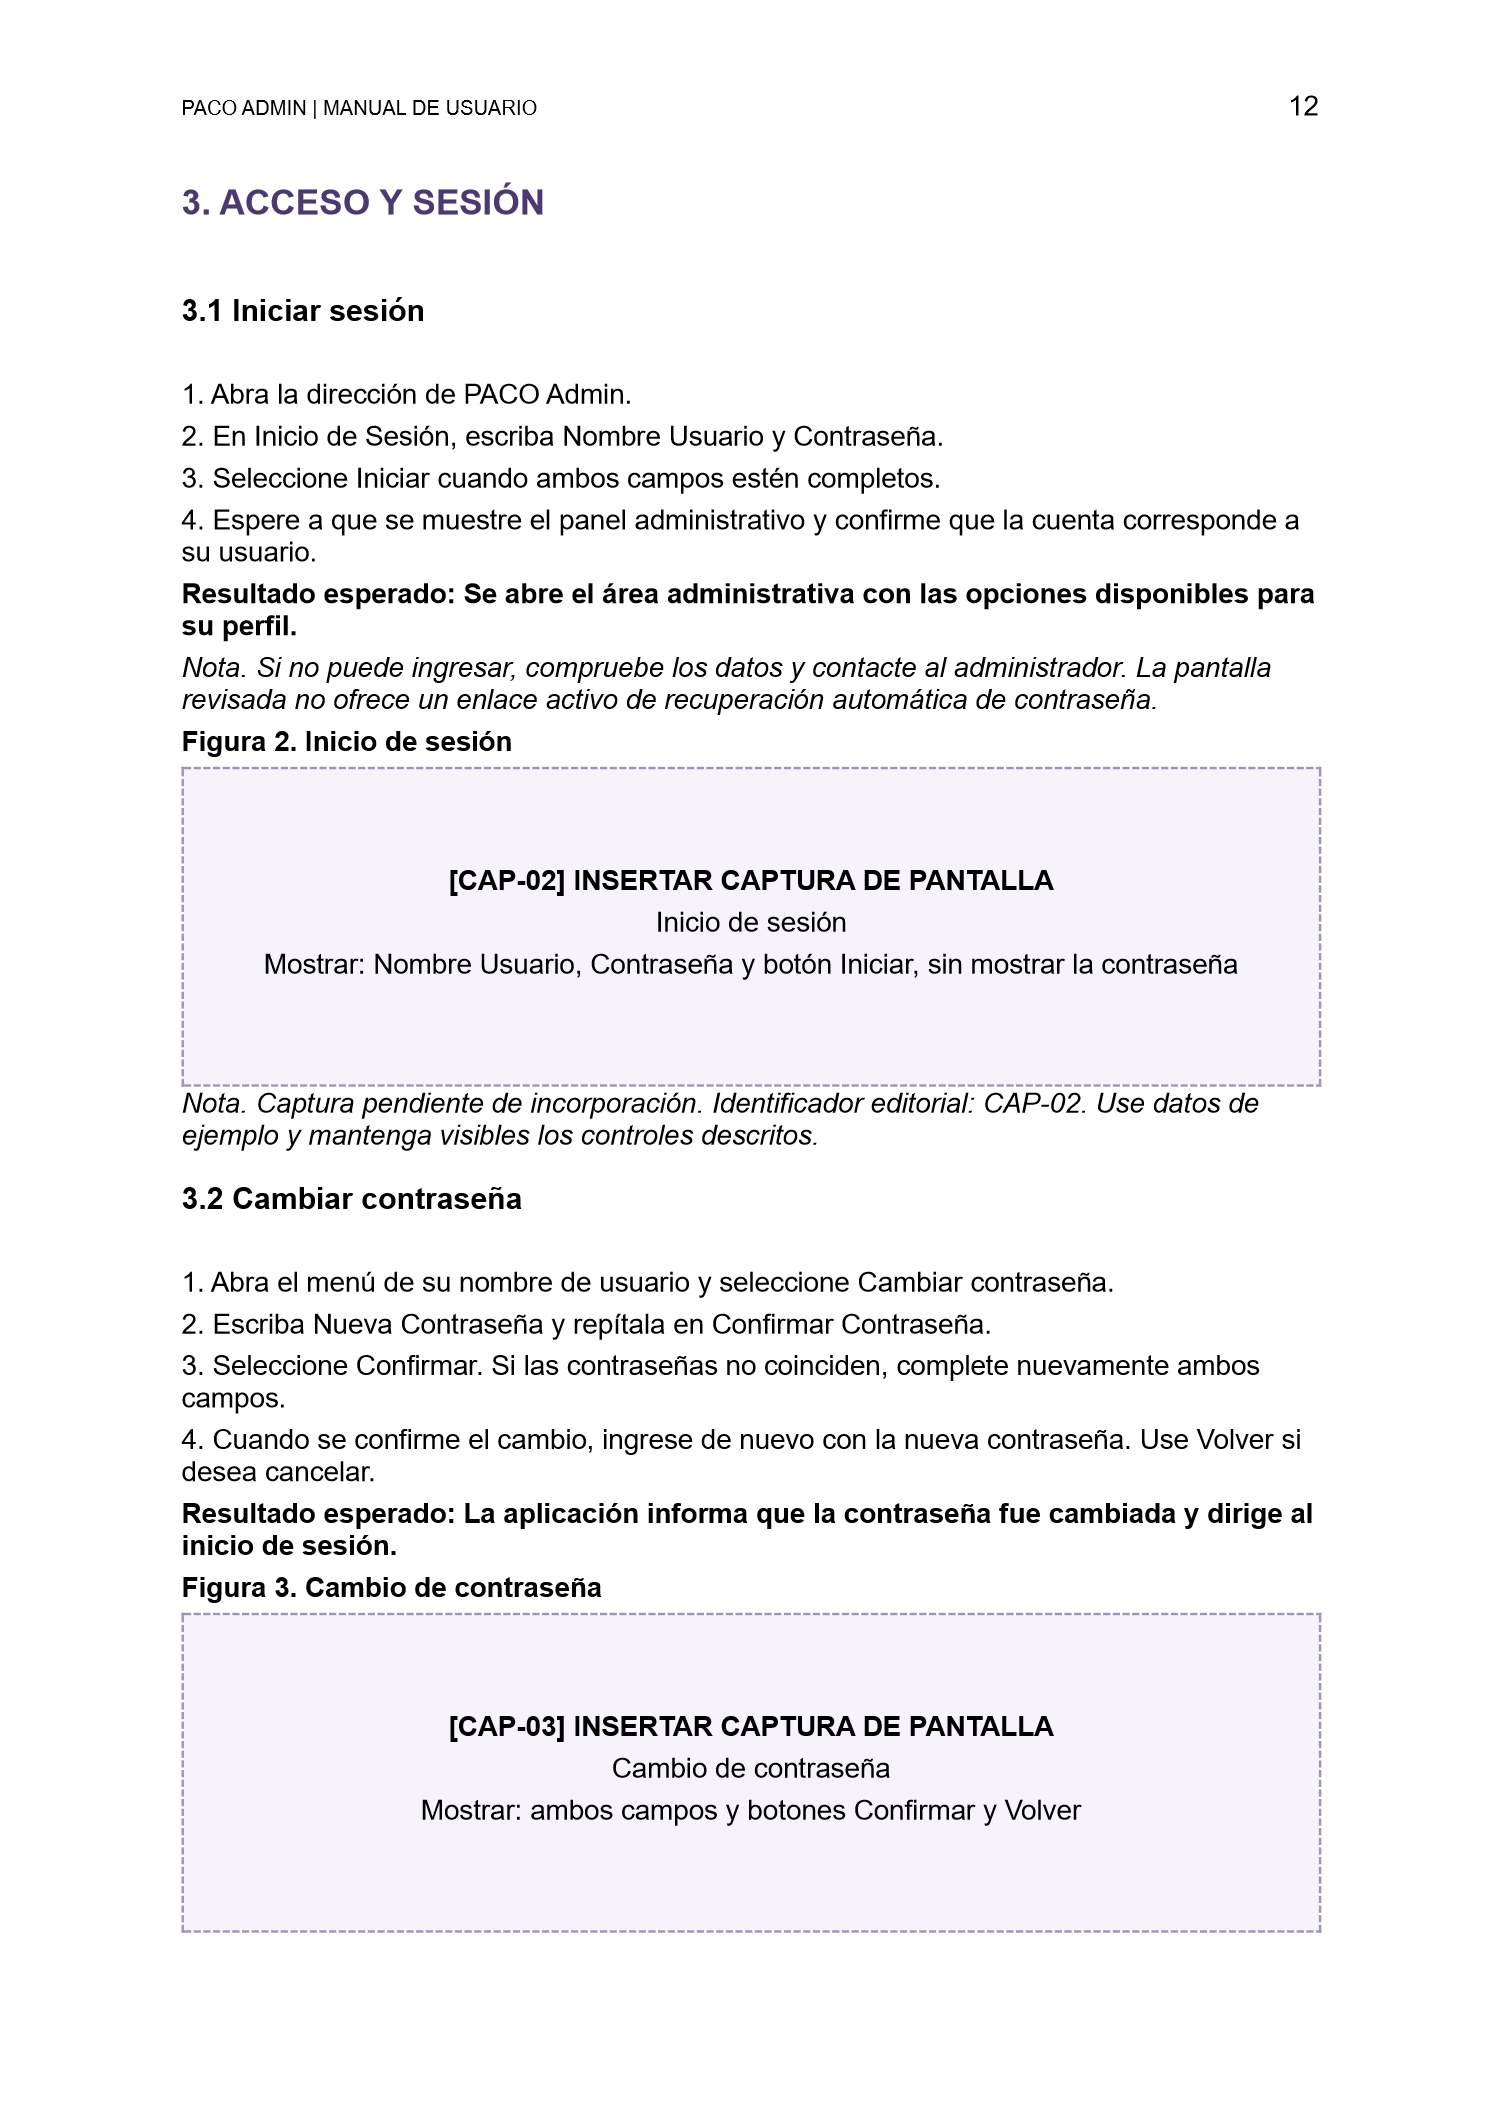 PACO ADMIN | MANUAL DE USUARIO
12
3. ACCESO Y SESIÓN
3.1 Iniciar sesión
1. Abra la dirección de PACO Admin.
2. En Inicio de Sesión, escriba Nombre Usuario y Contraseña.
3. Seleccione Iniciar cuando ambos campos estén completos.
4. Espere a que se muestre el panel administrativo y confirme que la cuenta corresponde a
su usuario.
Resultado esperado: Se abre el área administrativa con las opciones disponibles para
su perfil.
Nota. Si no puede ingresar, compruebe los datos y contacte al administrador. La pantalla
revisada no ofrece un enlace activo de recuperación automática de contraseña.
Figura 2. Inicio de sesión
[CAP-02] INSERTAR CAPTURA DE PANTALLA
Inicio de sesión
Mostrar: Nombre Usuario, Contraseña y botón Iniciar, sin mostrar la contraseña
Nota. Captura pendiente de incorporación. Identificador editorial: CAP-02. Use datos de
ejemplo y mantenga visibles los controles descritos.
3.2 Cambiar contraseña
1. Abra el menú de su nombre de usuario y seleccione Cambiar contraseña.
2. Escriba Nueva Contraseña y repítala en Confirmar Contraseña.
3. Seleccione Confirmar. Si las contraseñas no coinciden, complete nuevamente ambos
campos.
4. Cuando se confirme el cambio, ingrese de nuevo con la nueva contraseña. Use Volver si
desea cancelar.
Resultado esperado: La aplicación informa que la contraseña fue cambiada y dirige al
inicio de sesión.
Figura 3. Cambio de contraseña
[CAP-03] INSERTAR CAPTURA DE PANTALLA
Cambio de contraseña
Mostrar: ambos campos y botones Confirmar y Volver